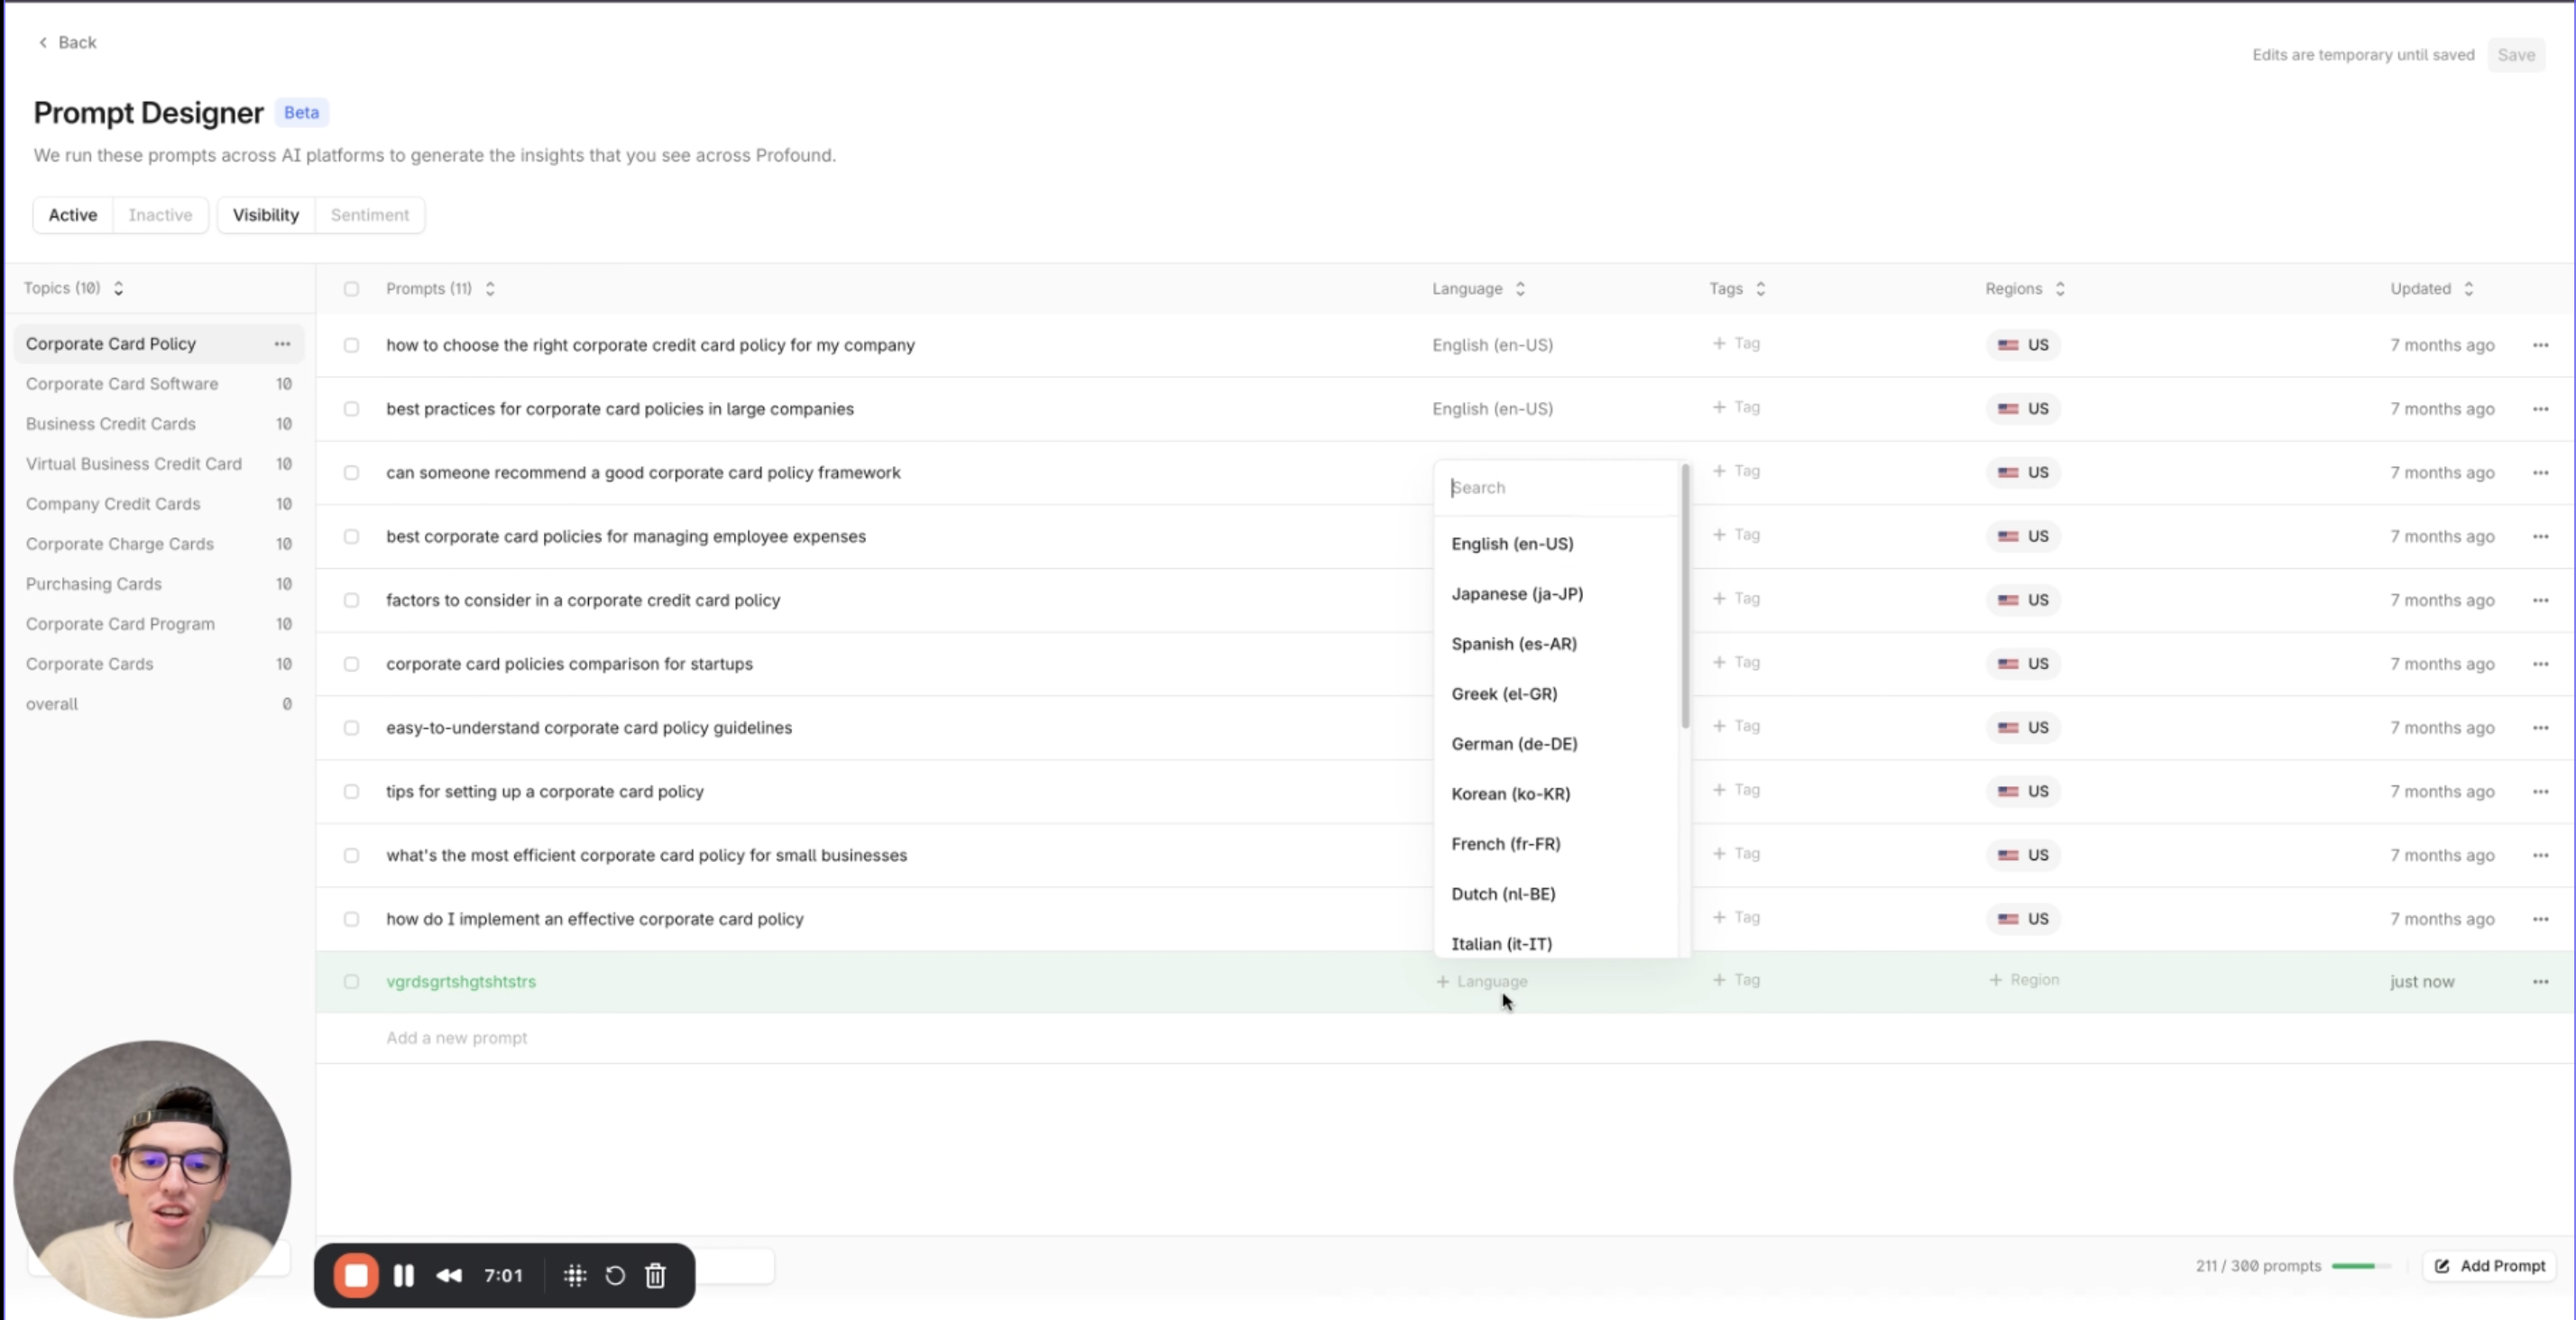 Back
Edits are temporary until saved
Save
Prompt Designer Beta
We run these prompts across AI platforms to generate the insights that you see across Profound.
Active Inactive Visibility Sentiment
Topics (10)
Corporate Card Policy
Corporate Card Software 10
Business Credit Cards 10
Virtual Business Credit Card 10
Company Credit Cards 10
Corporate Charge Cards 10
Purchasing Cards 10
Corporate Card Program 10
Corporate Cards 10
overall 0
Prompts (11) Language Tags Regions Updated
how to choose the right corporate credit card policy for my company English (en-US) + Tag US 7 months ago
best practices for corporate card policies in large companies English (en-US) + Tag US 7 months ago
can someone recommend a good corporate card policy framework + Tag US 7 months ago
best corporate card policies for managing employee expenses + Tag US 7 months ago
factors to consider in a corporate credit card policy + Tag US 7 months ago
corporate card policies comparison for startups + Tag US 7 months ago
easy-to-understand corporate card policy guidelines + Tag US 7 months ago
tips for setting up a corporate card policy + Tag US 7 months ago
what's the most efficient corporate card policy for small businesses + Tag US 7 months ago
how do I implement an effective corporate card policy + Tag US 7 months ago
vgrdsgrtshgtshtstrs + Language + Tag + Region just now
Add a new prompt
Search
English (en-US)
Japanese (ja-JP)
Spanish (es-AR)
Greek (el-GR)
German (de-DE)
Korean (ko-KR)
French (fr-FR)
Dutch (nl-BE)
Italian (it-IT)
7:01
211 / 300 prompts
Add Prompt